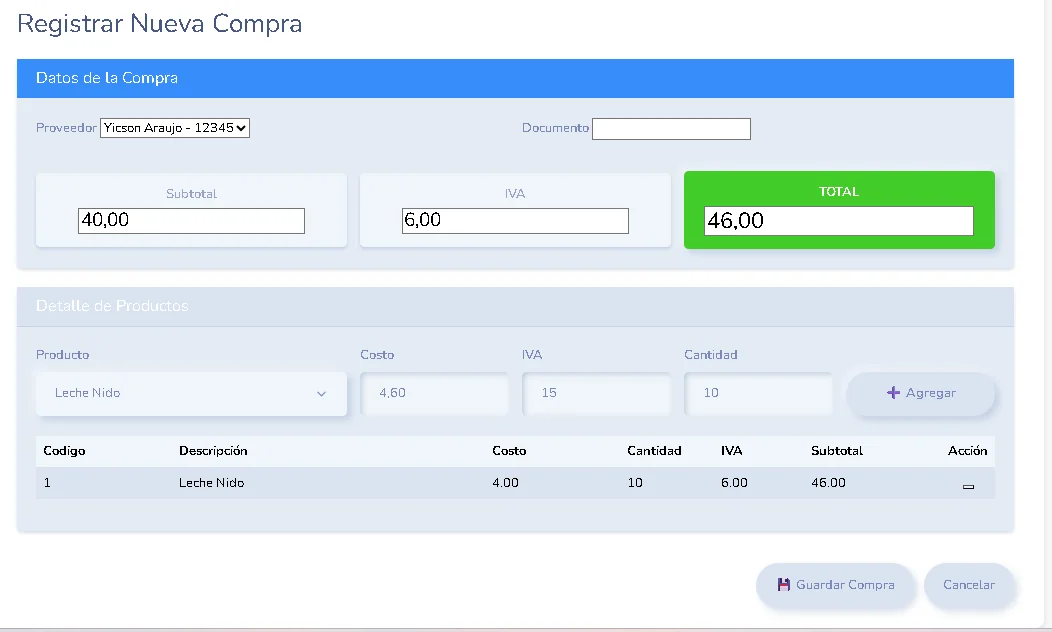 Registrar Nueva Compra
Datos de la Compra
Proveedor Yicson Araujo - 12345 Documento
Subtotal IVA TOTAL
40,00 6,00 46,00
Detalle de Productos
Producto Costo IVA Cantidad
Leche Nido 4,60 15 10 Agregar
Codigo Descripción Costo Cantidad IVA Subtotal Acción
1 Leche Nido 4.00 10 6.00 46.00
Guardar Compra Cancelar